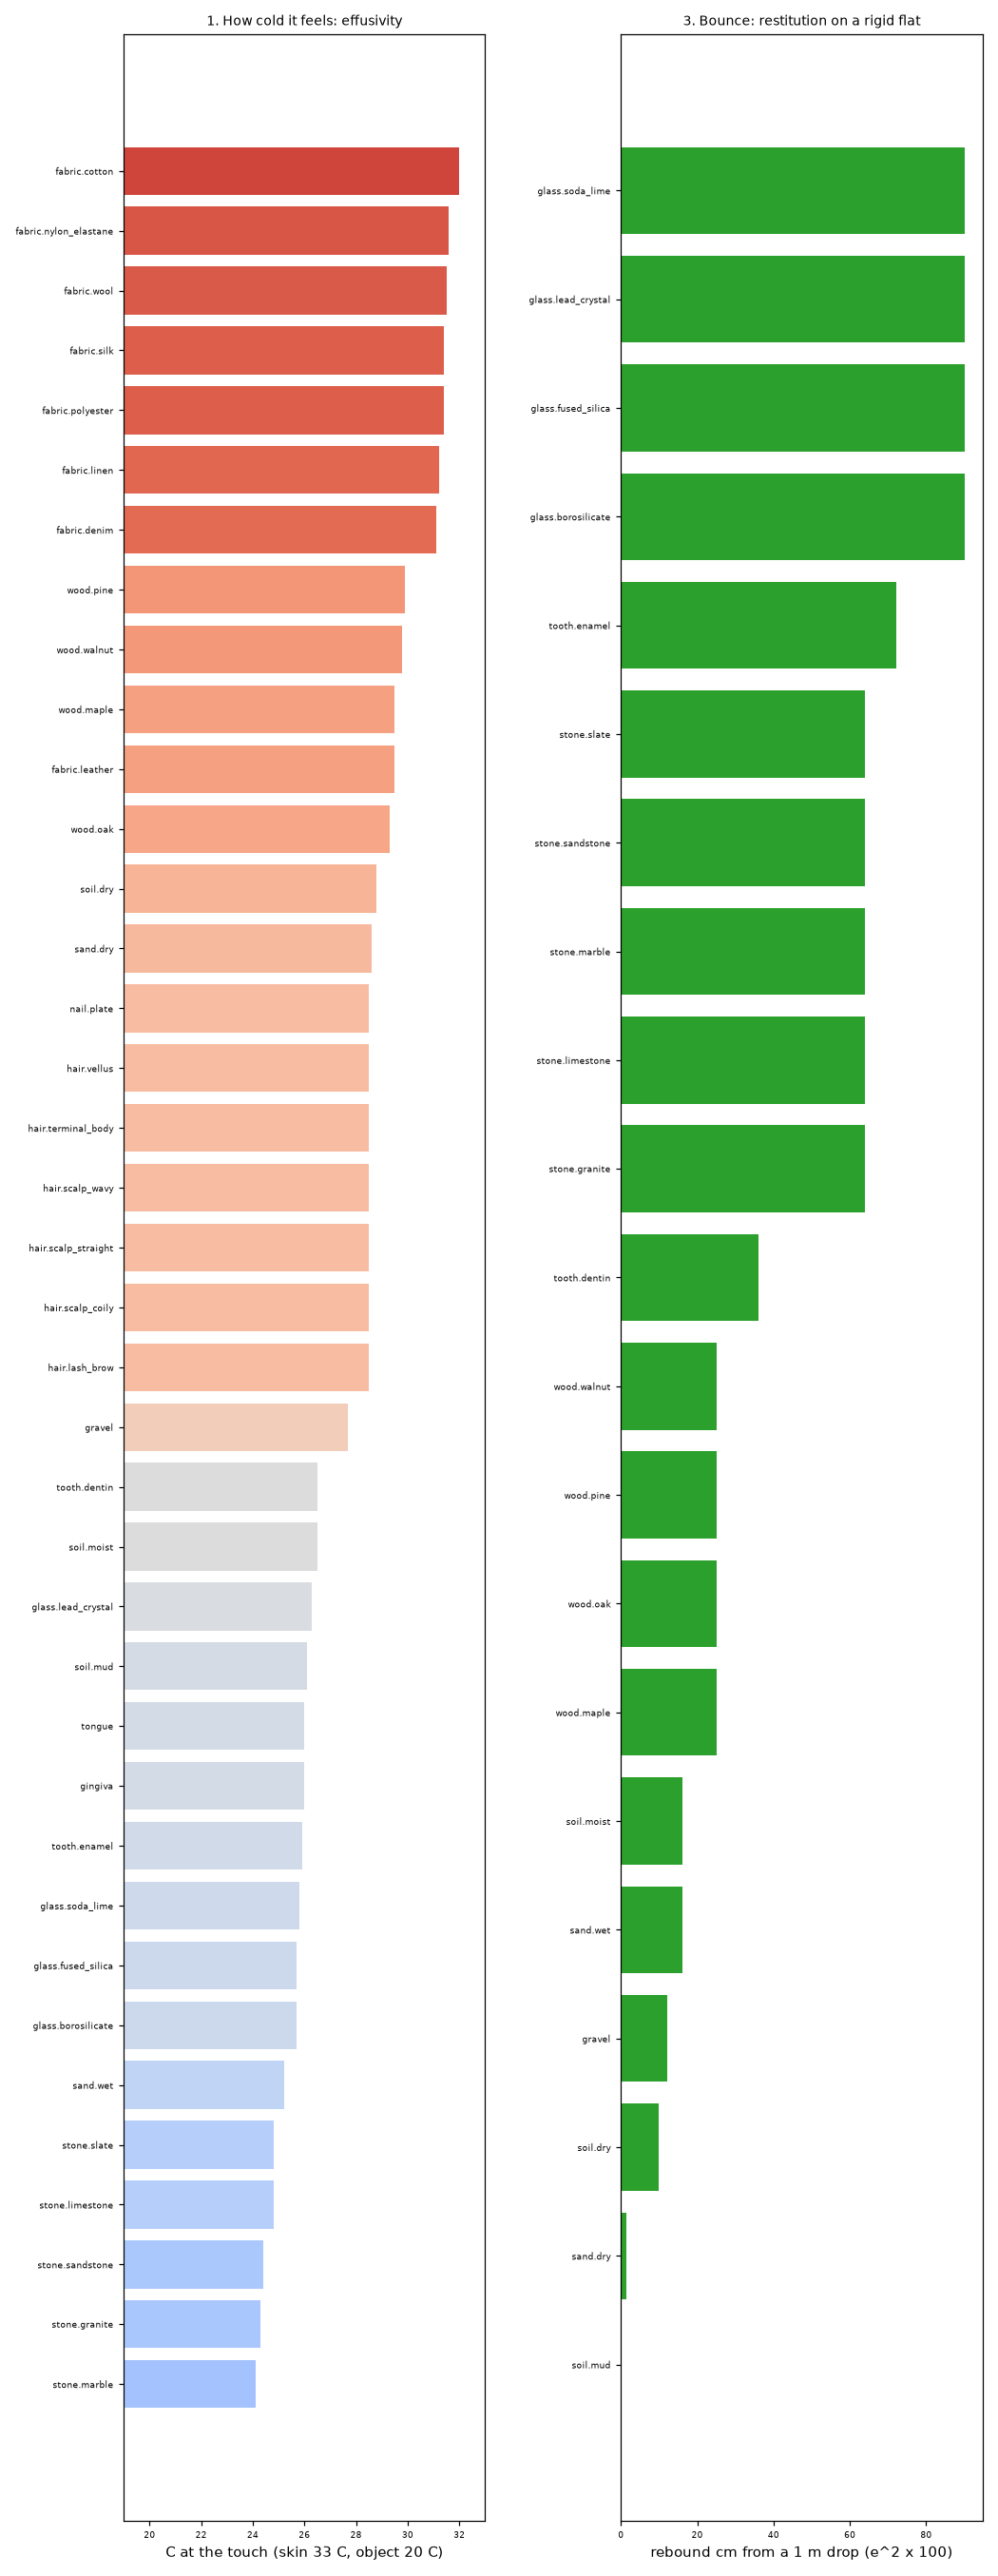 1. How cold it feels: effusivity
fabric.cotton
fabric.nylon_elastane
fabric.wool
fabric.silk
fabric.polyester
fabric.linen
fabric.denim
wood.pine
wood.walnut
wood.maple
fabric.leather
wood.oak
soil.dry
sand.dry
nail.plate
hair.vellus
hair.terminal_body
hair.scalp_wavy
hair.scalp_straight
hair.scalp_coily
hair.lash_brow
gravel
tooth.dentin
soil.moist
glass.lead_crystal
soil.mud
tongue
gingiva
tooth.enamel
glass.soda_lime
glass.fused_silica
glass.borosilicate
sand.wet
stone.slate
stone.limestone
stone.sandstone
stone.granite
stone.marble
20 22 24 26 28 30 32
C at the touch (skin 33 C, object 20 C)
3. Bounce: restitution on a rigid flat
glass.soda_lime
glass.lead_crystal
glass.fused_silica
glass.borosilicate
tooth.enamel
stone.slate
stone.sandstone
stone.marble
stone.limestone
stone.granite
tooth.dentin
wood.walnut
wood.pine
wood.oak
wood.maple
soil.moist
sand.wet
gravel
soil.dry
sand.dry
soil.mud
0 20 40 60 80
rebound cm from a 1 m drop (e^2 x 100)